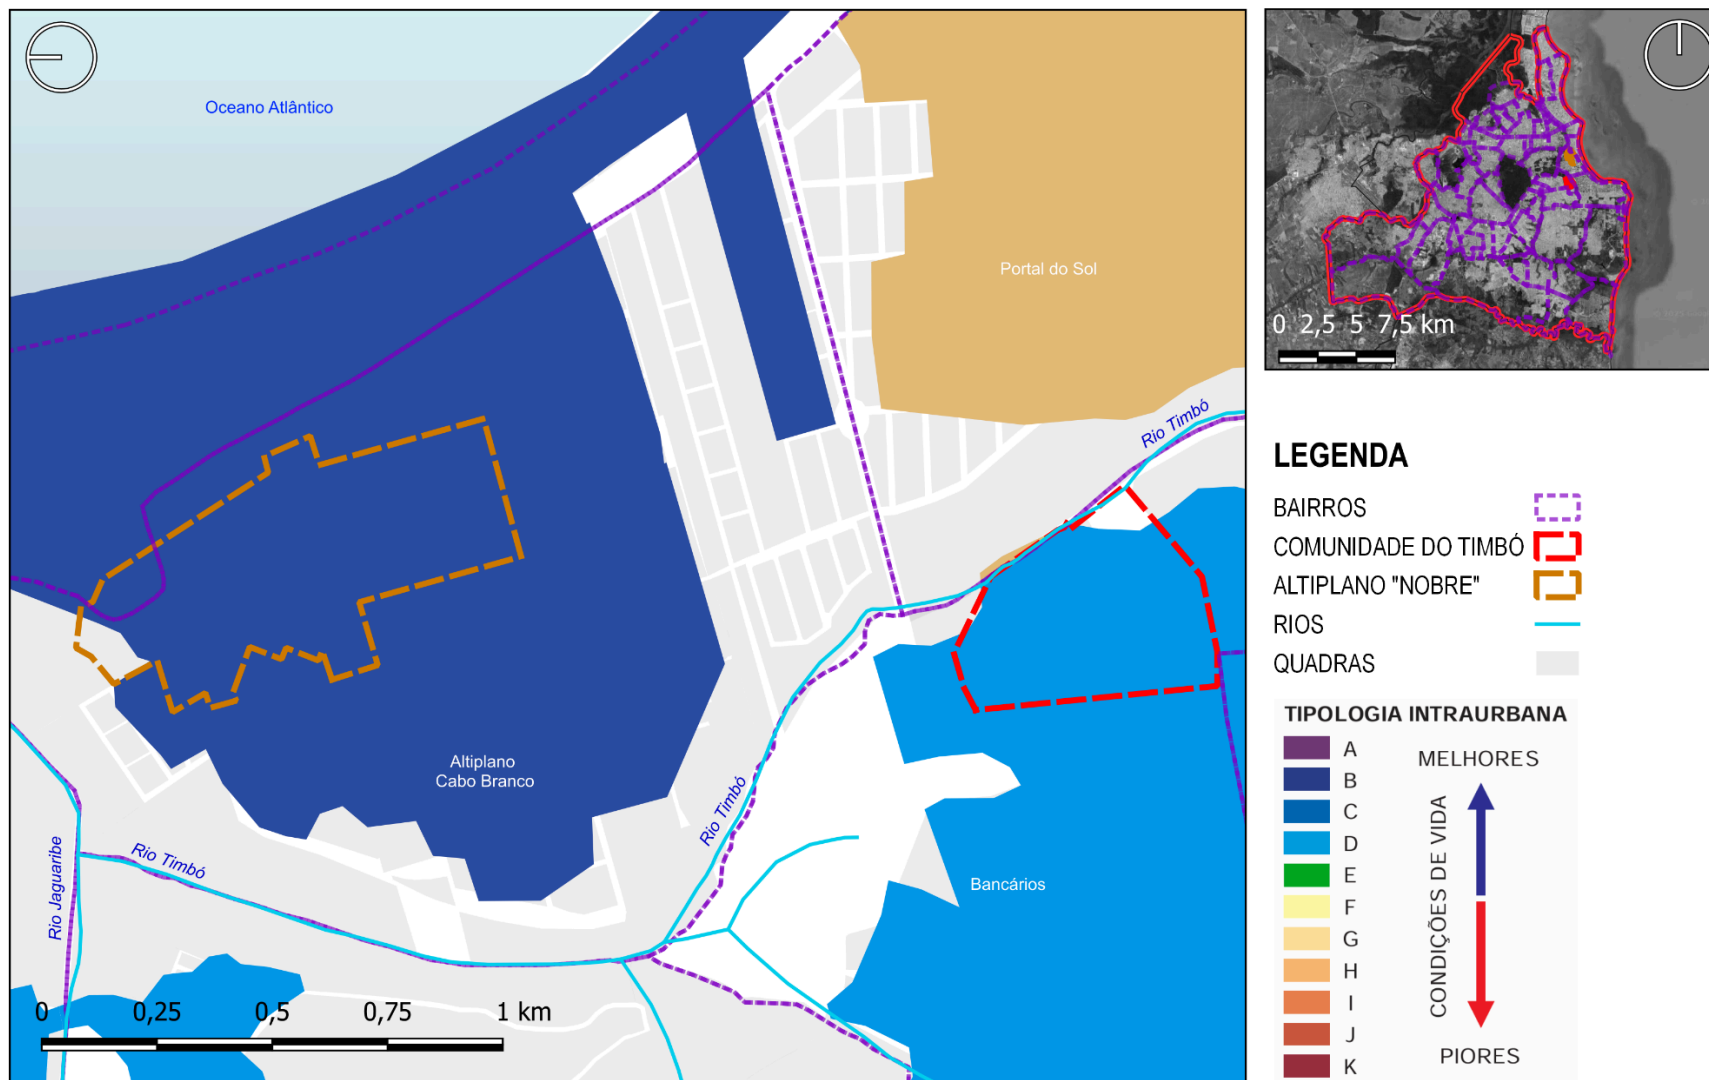 Oceano Atlântico
Portal do Sol
Rio Timbó
Altiplano
Cabo Branco
Rio Timbó
Rio Timbó
Rio Jaguaribe
Bancários
0 0,25 0,5 0,75 1 km
0 2,5 5 7,5 km
LEGENDA
BAIRROS
COMUNIDADE DO TIMBÓ
ALTIPLANO "NOBRE"
RIOS
QUADRAS
TIPOLOGIA INTRAURBANA
A
B
C
D
E
F
G
H
I
J
K
MELHORES
CONDIÇÕES DE VIDA
PIORES